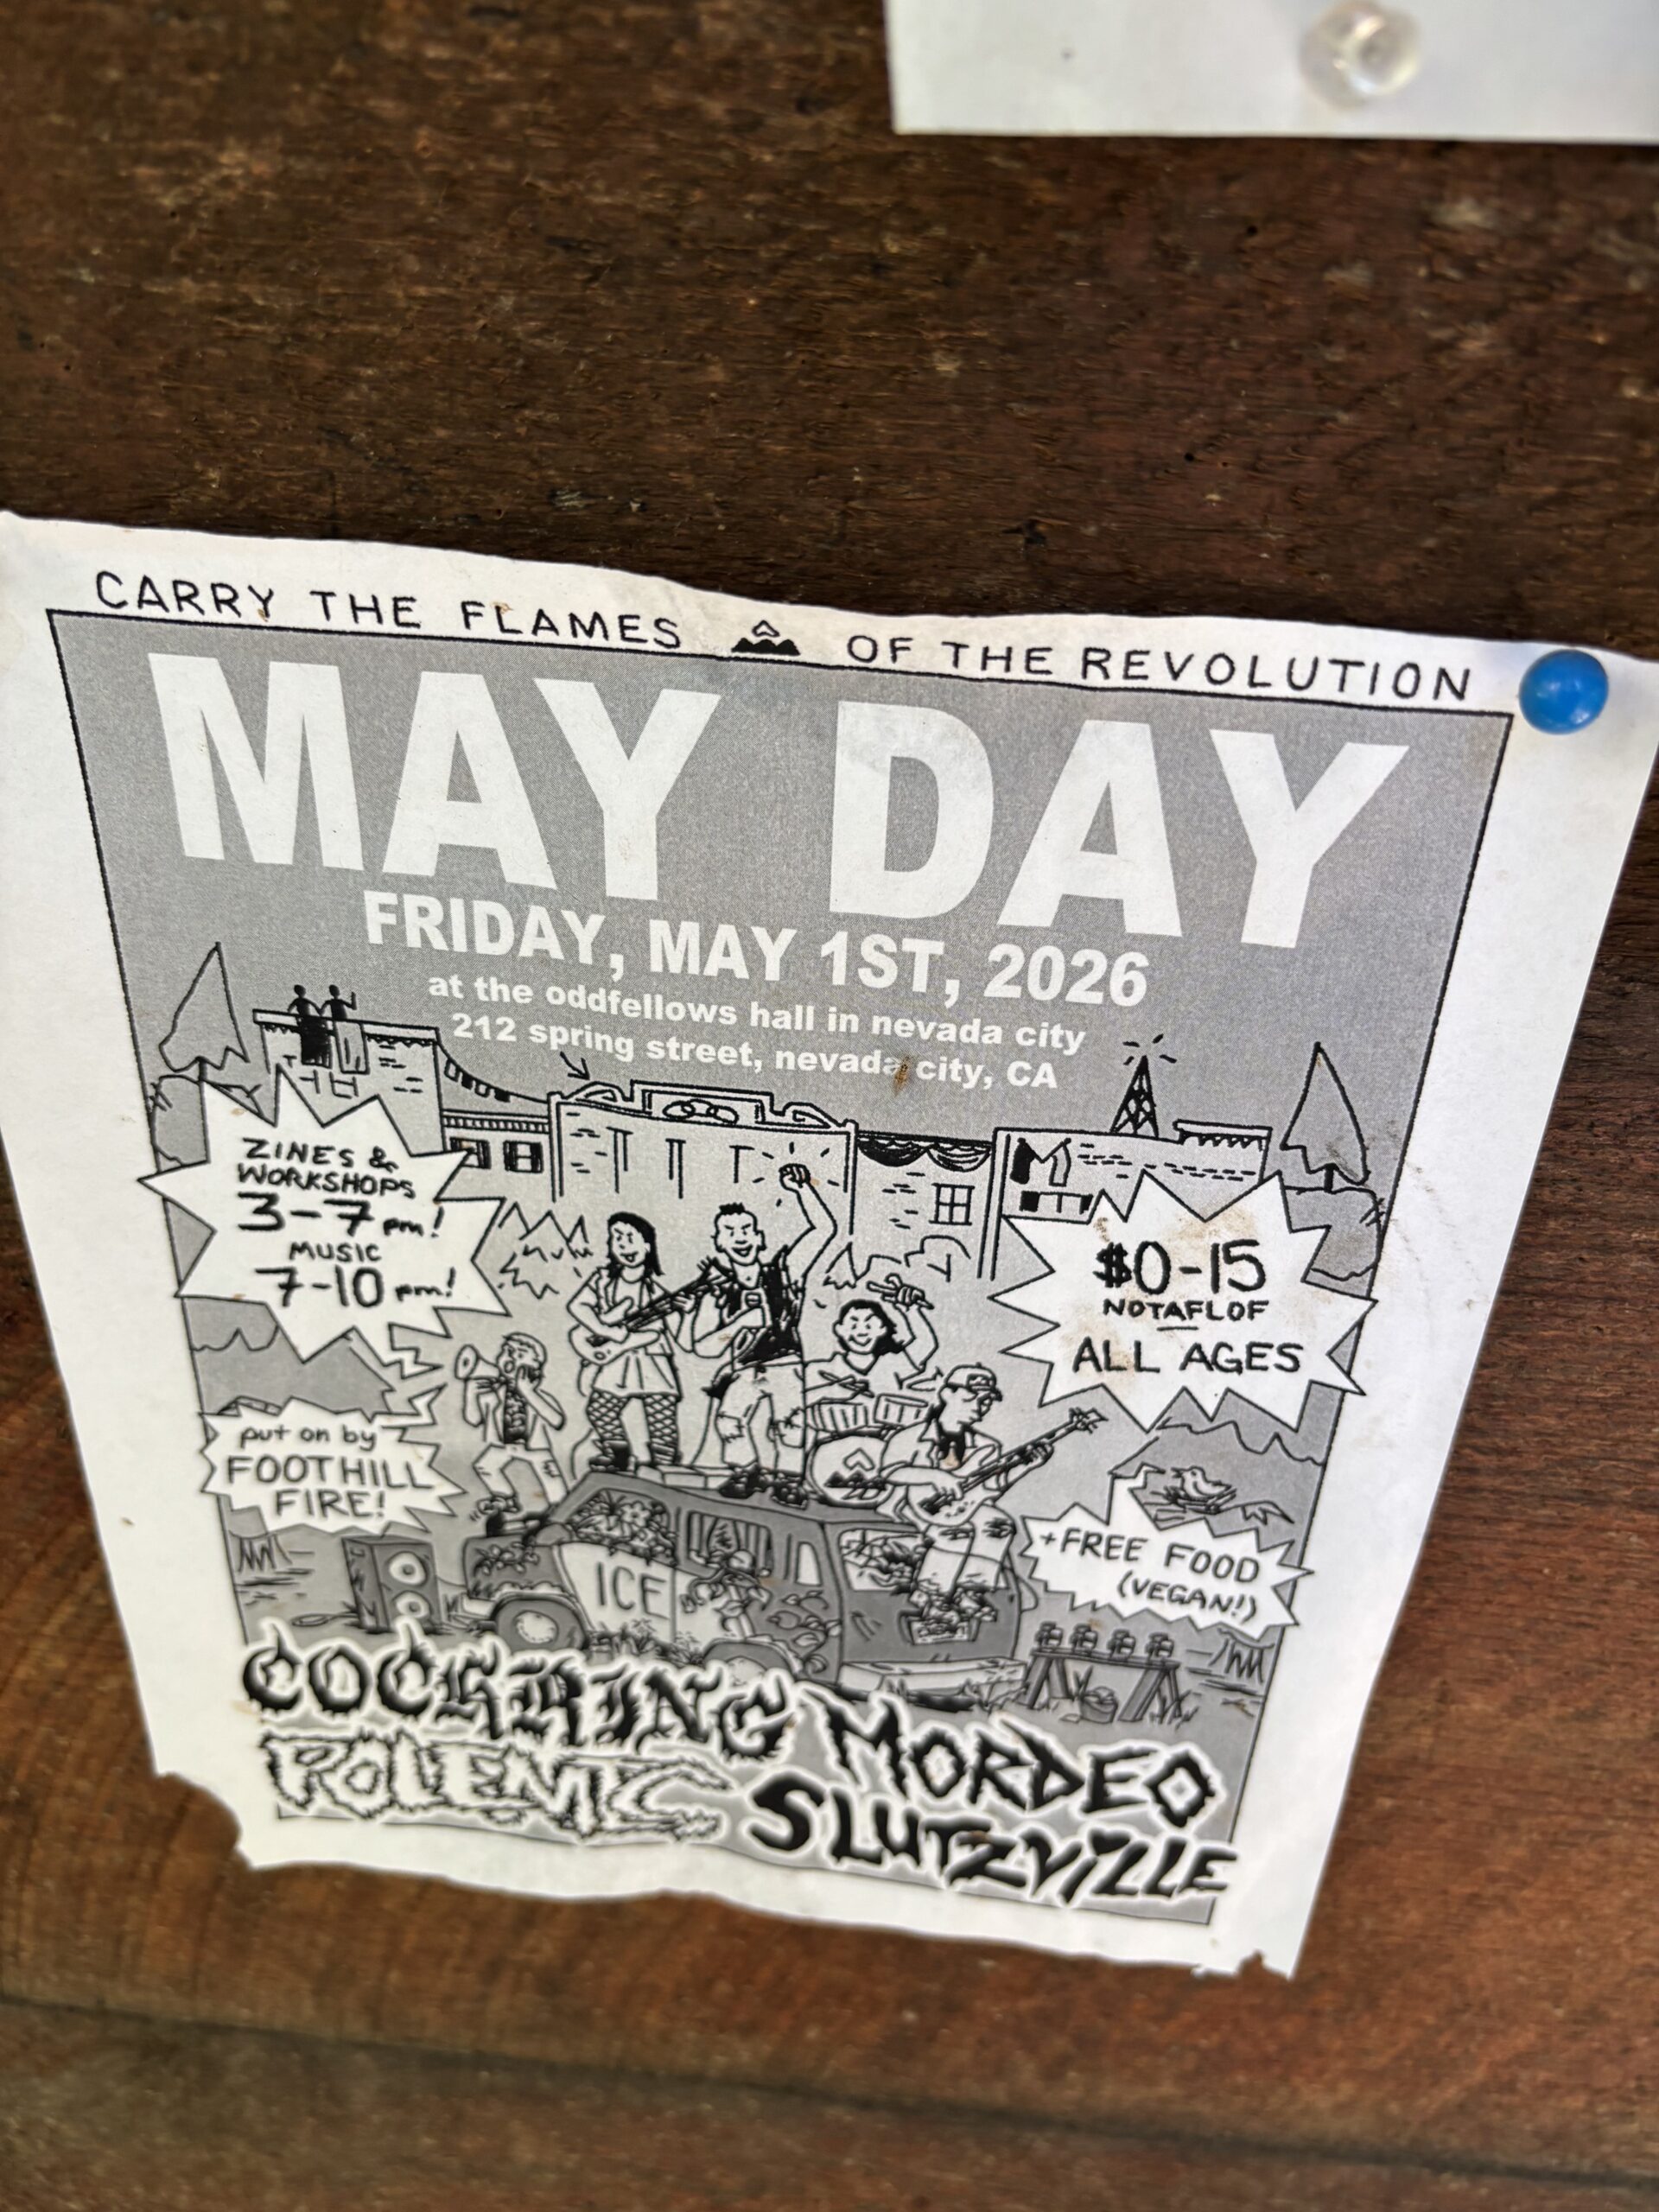 CARRY THE FLAMES OF THE REVOLUTION
MAY DAY
FRIDAY, MAY 1ST, 2026
at the oddfellows hall in nevada city
212 spring street, nevada city, CA
ZINES &
WORKSHOPS
3-7 pm!
MUSIC
7-10 pm!
$0-15
NOTAFLOF
ALL AGES
put on by
FOOTHILL
FIRE!
+FREE FOOD
(VEGAN!)
ICE
COCKRING MORDEO
POLEMIC SLUTZVILLE